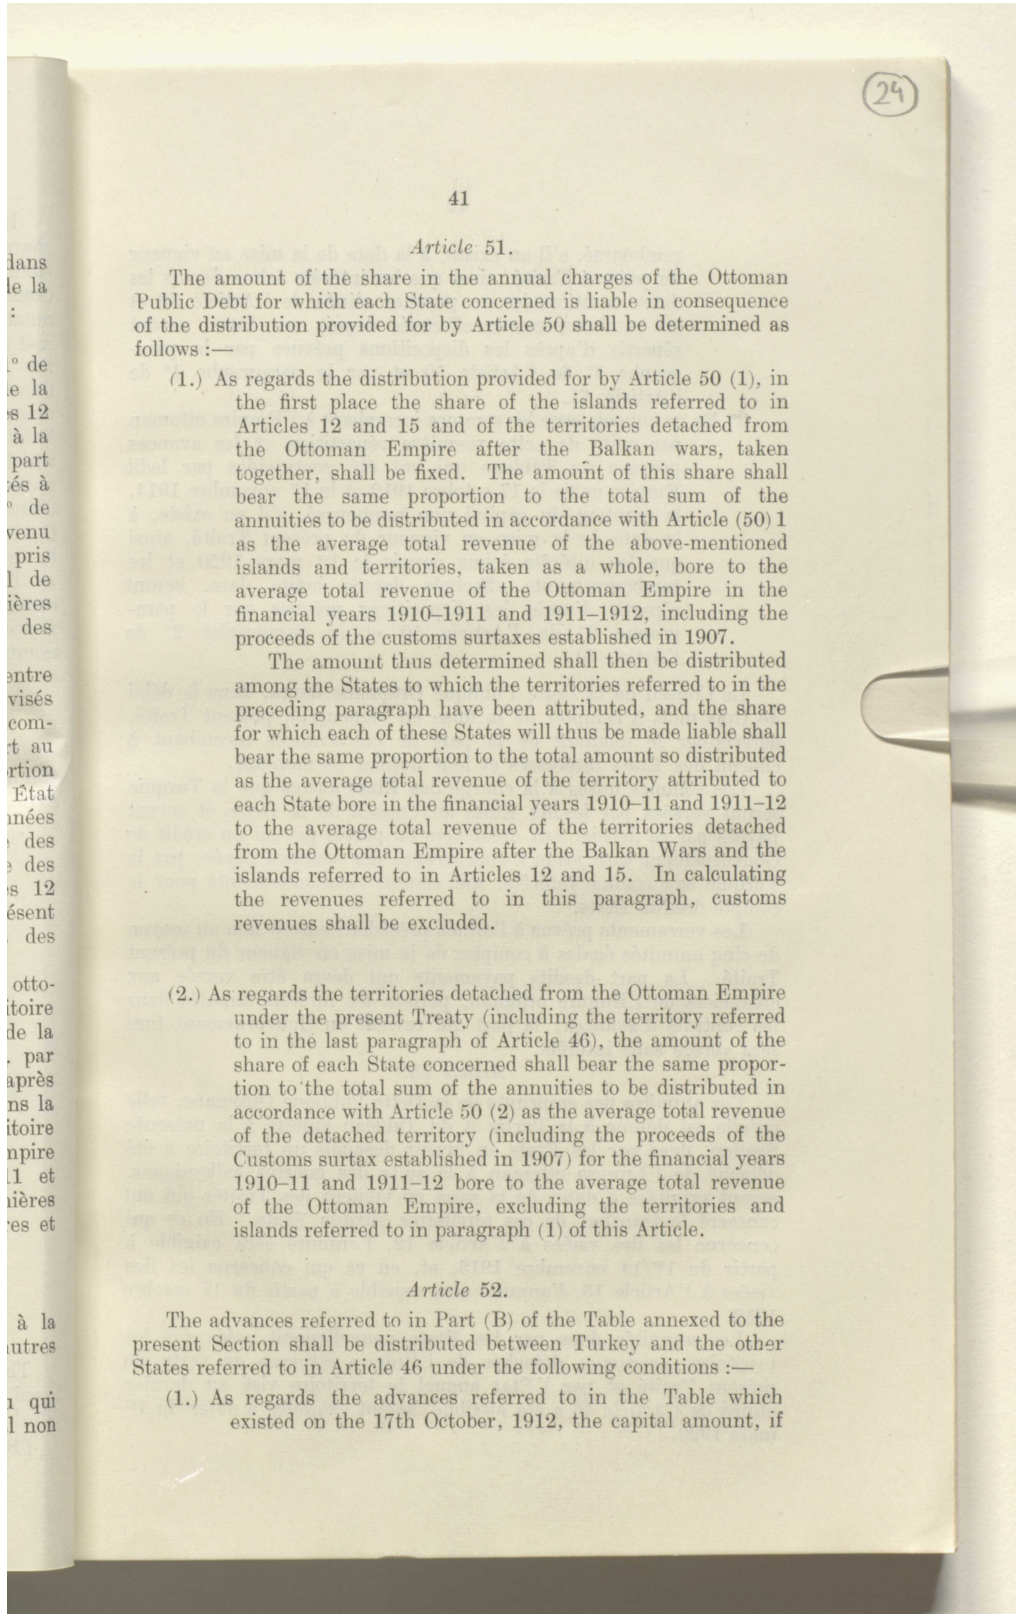 24
41
Article 51.
The amount of the share in the annual charges of the Ottoman
Public Debt for which each State concerned is liable in consequence
of the distribution provided for by Article 50 shall be determined as
follows :—
(1.) As regards the distribution provided for by Article 50 (1), in
the first place the share of the islands referred to in
Articles 12 and 15 and of the territories detached from
the Ottoman Empire after the Balkan wars, taken
together, shall be fixed. The amount of this share shall
bear the same proportion to the total sum of the
annuities to be distributed in accordance with Article (50) 1
as the average total revenue of the above-mentioned
islands and territories, taken as a whole, bore to the
average total revenue of the Ottoman Empire in the
financial years 1910–1911 and 1911–1912, including the
proceeds of the customs surtaxes established in 1907.
The amount thus determined shall then be distributed
among the States to which the territories referred to in the
preceding paragraph have been attributed, and the share
for which each of these States will thus be made liable shall
bear the same proportion to the total amount so distributed
as the average total revenue of the territory attributed to
each State bore in the financial years 1910–11 and 1911–12
to the average total revenue of the territories detached
from the Ottoman Empire after the Balkan Wars and the
islands referred to in Articles 12 and 15. In calculating
the revenues referred to in this paragraph, customs
revenues shall be excluded.
(2.) As regards the territories detached from the Ottoman Empire
under the present Treaty (including the territory referred
to in the last paragraph of Article 46), the amount of the
share of each State concerned shall bear the same propor-
tion to the total sum of the annuities to be distributed in
accordance with Article 50 (2) as the average total revenue
of the detached territory (including the proceeds of the
Customs surtax established in 1907) for the financial years
1910–11 and 1911–12 bore to the average total revenue
of the Ottoman Empire, excluding the territories and
islands referred to in paragraph (1) of this Article.
Article 52.
The advances referred to in Part (B) of the Table annexed to the
present Section shall be distributed between Turkey and the other
States referred to in Article 46 under the following conditions :—
(1.) As regards the advances referred to in the Table which
existed on the 17th October, 1912, the capital amount, if